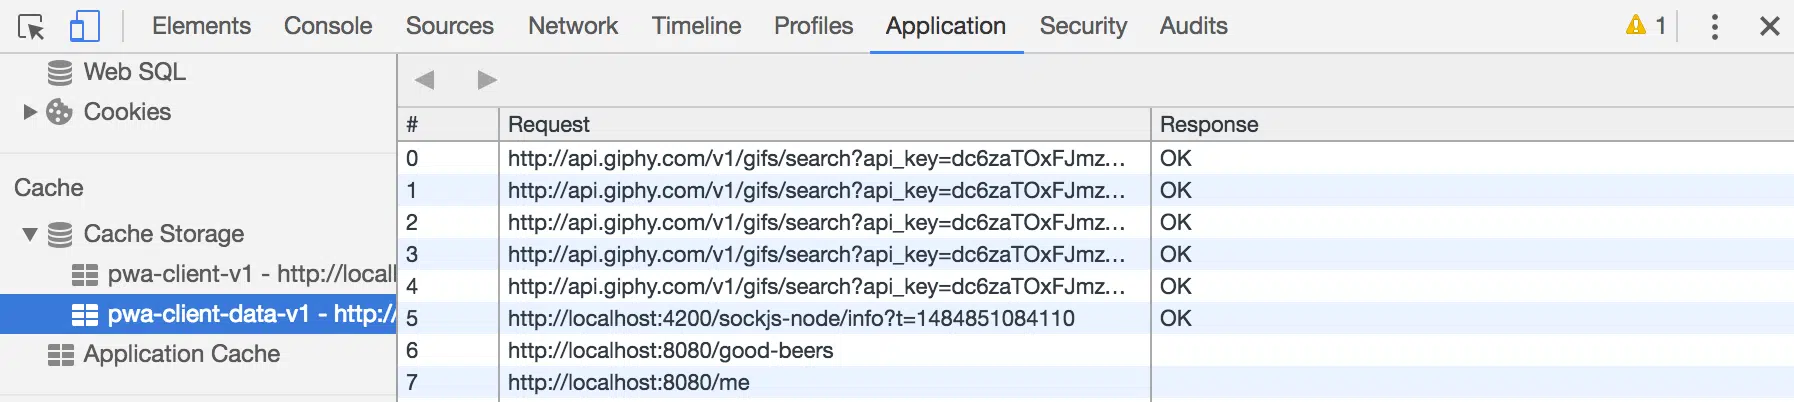 Elements Console Sources Network Timeline Profiles Application Security Audits 1
Web SQL
Cookies
Cache
Cache Storage
pwa-client-v1 - http://locall
pwa-client-data-v1 - http://
Application Cache
# Request Response
0 http://api.giphy.com/v1/gifs/search?api_key=dc6zaTOxFJmz… OK
1 http://api.giphy.com/v1/gifs/search?api_key=dc6zaTOxFJmz… OK
2 http://api.giphy.com/v1/gifs/search?api_key=dc6zaTOxFJmz… OK
3 http://api.giphy.com/v1/gifs/search?api_key=dc6zaTOxFJmz… OK
4 http://api.giphy.com/v1/gifs/search?api_key=dc6zaTOxFJmz… OK
5 http://localhost:4200/sockjs-node/info?t=1484851084110 OK
6 http://localhost:8080/good-beers
7 http://localhost:8080/me